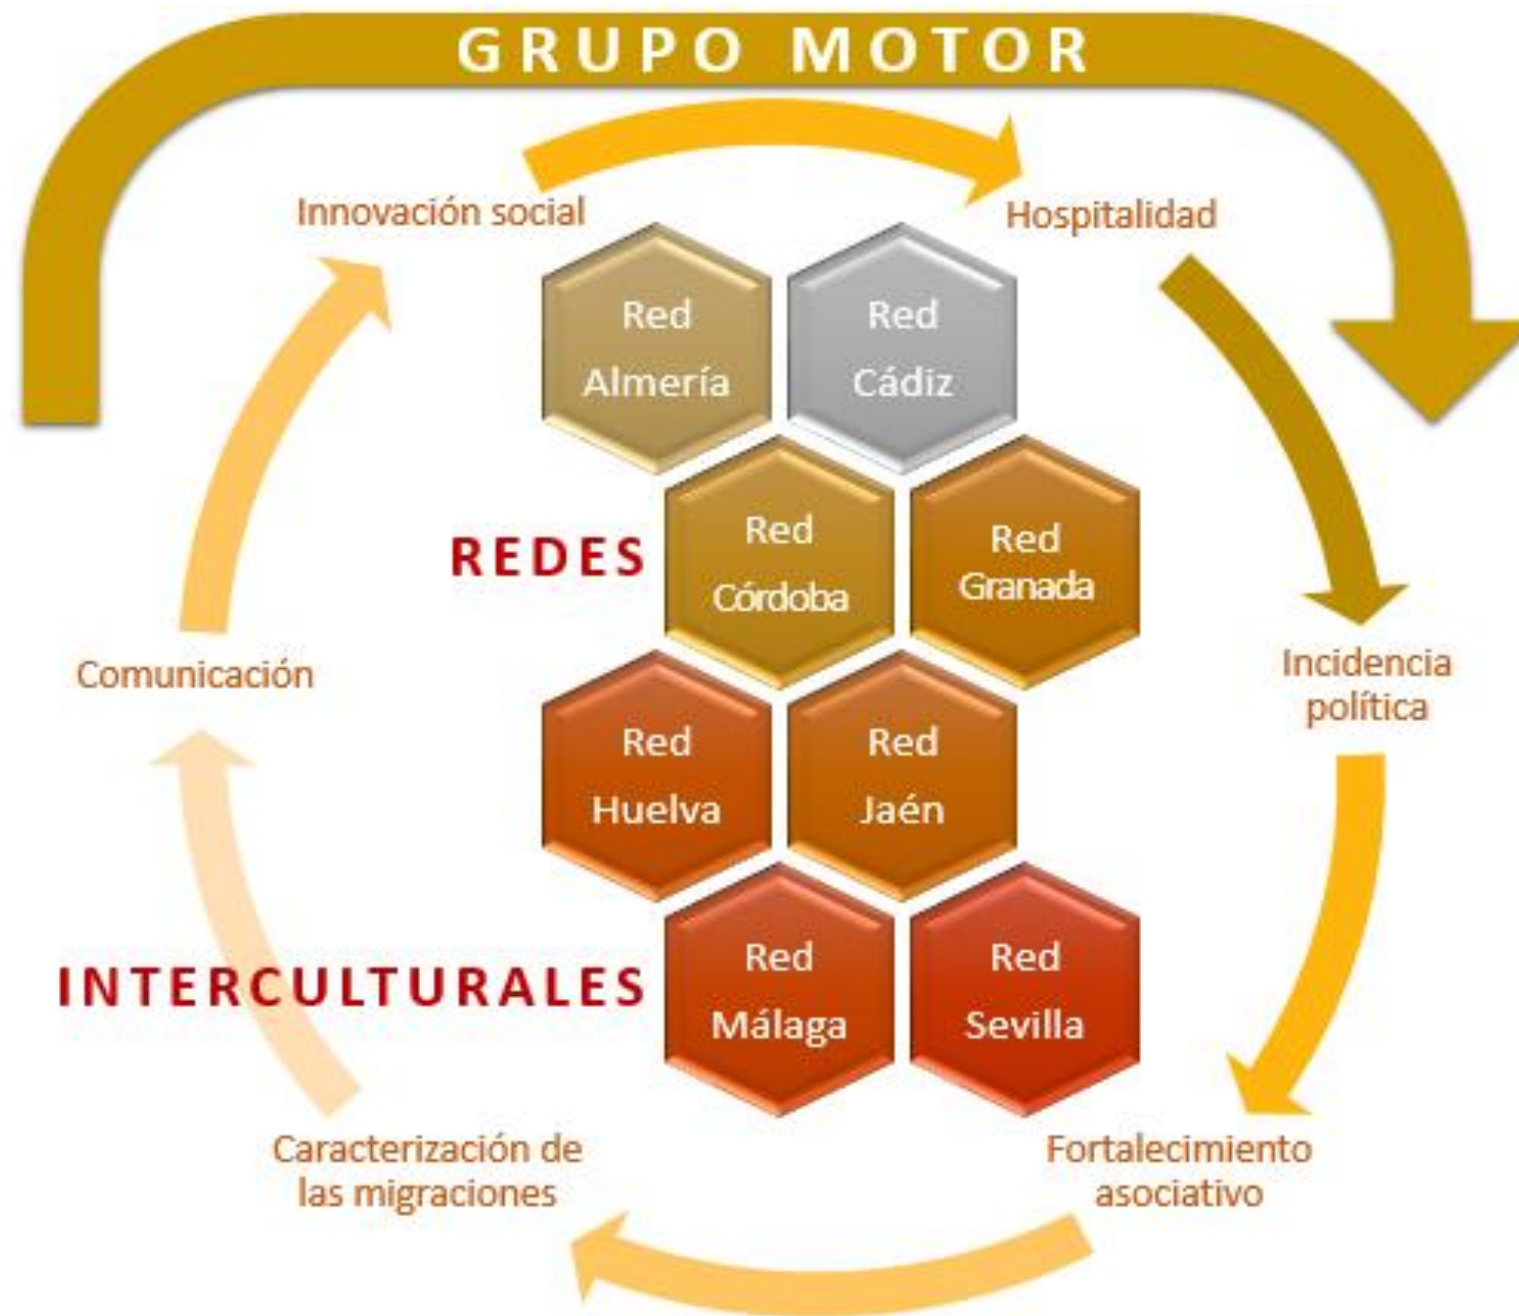 GRUPO MOTOR
Innovación social
Hospitalidad
Red
Almería
Red
Cádiz
REDES
Red
Córdoba
Red
Granada
Comunicación
Incidencia
política
Red
Huelva
Red
Jaén
INTERCULTURALES
Red
Málaga
Red
Sevilla
Caracterización de
las migraciones
Fortalecimiento
asociativo